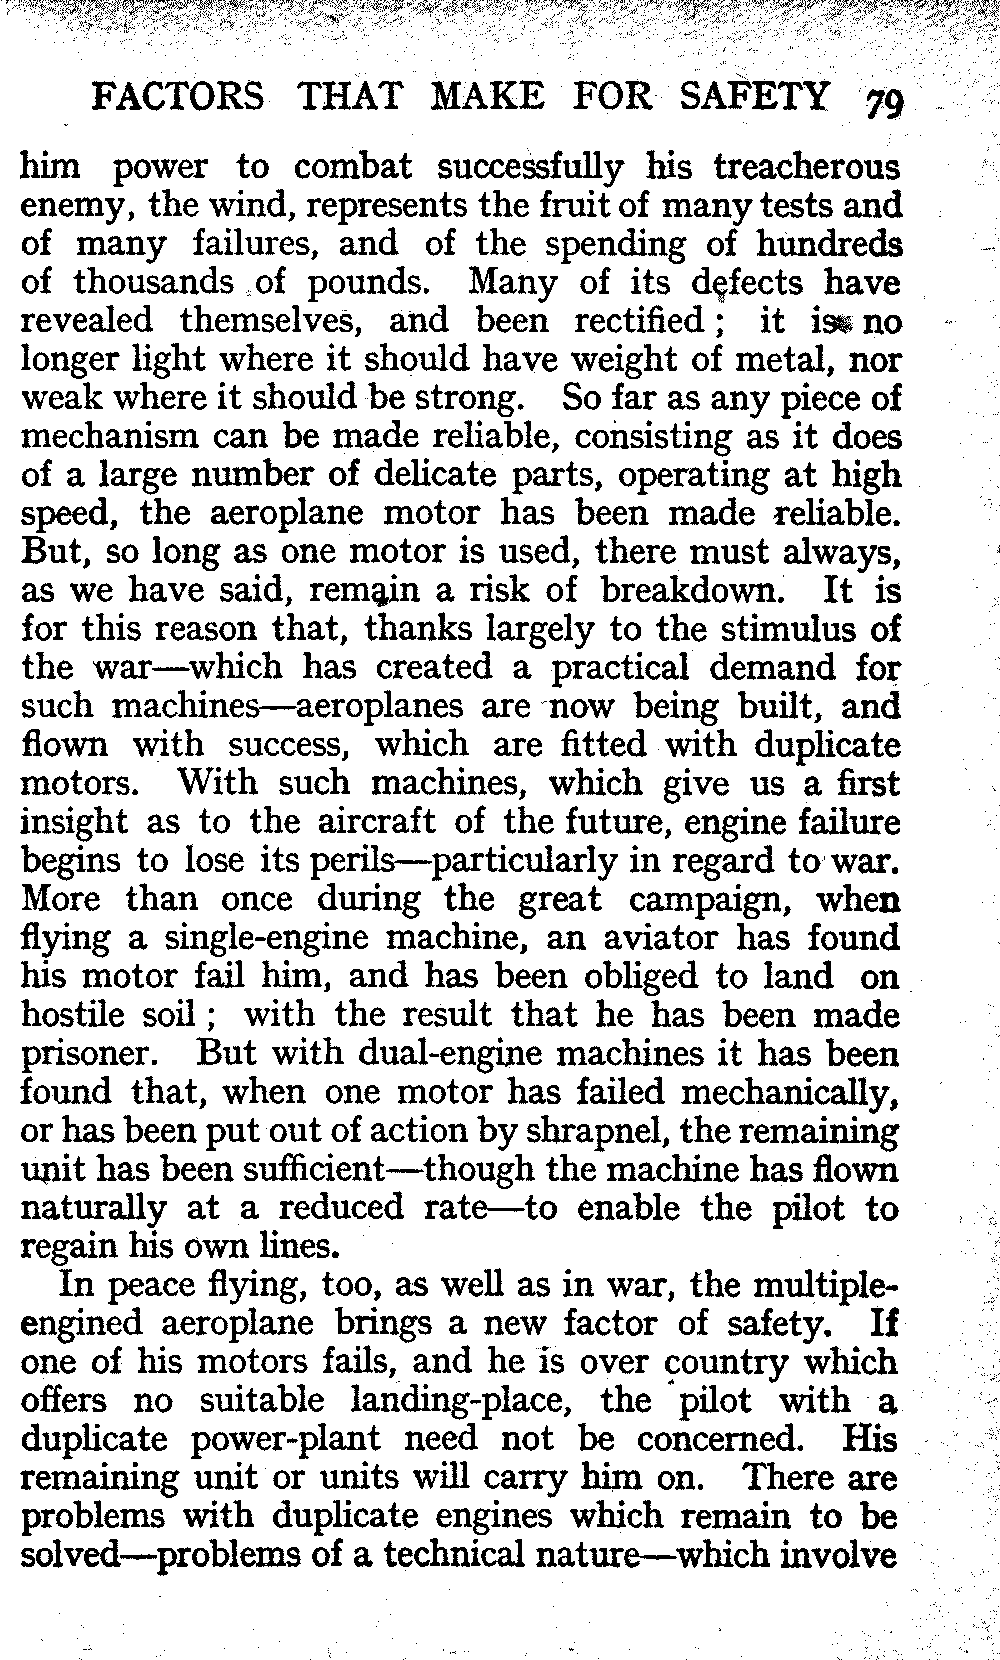 FACTORS THAT MAKE FOR SAFETY 79
him power to combat successfully his treacherous
enemy, the wind, represents the fruit of many tests and
of many failures, and of the spending of hundreds
of thousands of pounds. Many of its defects have
revealed themselves, and been rectified ; it is no
longer light where it should have weight of metal, nor
weak where it should be strong. So far as any piece of
mechanism can be made reliable, consisting as it does
of a large number of delicate parts, operating at high
speed, the aeroplane motor has been made reliable.
But, so long as one motor is used, there must always,
as we have said, remain a risk of breakdown. It is
for this reason that, thanks largely to the stimulus of
the war—which has created a practical demand for
such machines—aeroplanes are now being built, and
flown with success, which are fitted with duplicate
motors. With such machines, which give us a first
insight as to the aircraft of the future, engine failure
begins to lose its perils—particularly in regard to war.
More than once during the great campaign, when
flying a single-engine machine, an aviator has found
his motor fail him, and has been obliged to land on
hostile soil ; with the result that he has been made
prisoner. But with dual-engine machines it has been
found that, when one motor has failed mechanically,
or has been put out of action by shrapnel, the remaining
unit has been sufficient—though the machine has flown
naturally at a reduced rate—to enable the pilot to
regain his own lines.
In peace flying, too, as well as in war, the multiple-
engined aeroplane brings a new factor of safety. If
one of his motors fails, and he is over country which
offers no suitable landing-place, the pilot with a
duplicate power-plant need not be concerned. His
remaining unit or units will carry him on. There are
problems with duplicate engines which remain to be
solved—problems of a technical nature—which involve